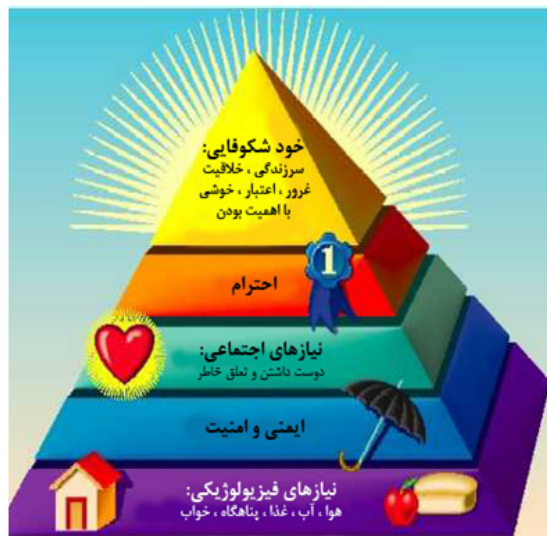 خود شکوفایی:
سرزندگی ، خلاقیت
غرور ، اعتبار ، خوشی
با اهمیت بودن
1
احترام
نیازهای اجتماعی:
دوست داشتن و تعلق خاطر
ایمنی و امنیت
نیازهای فیزیولوژیکی:
هوا ، آب ، غذا ، پناهگاه ، خواب